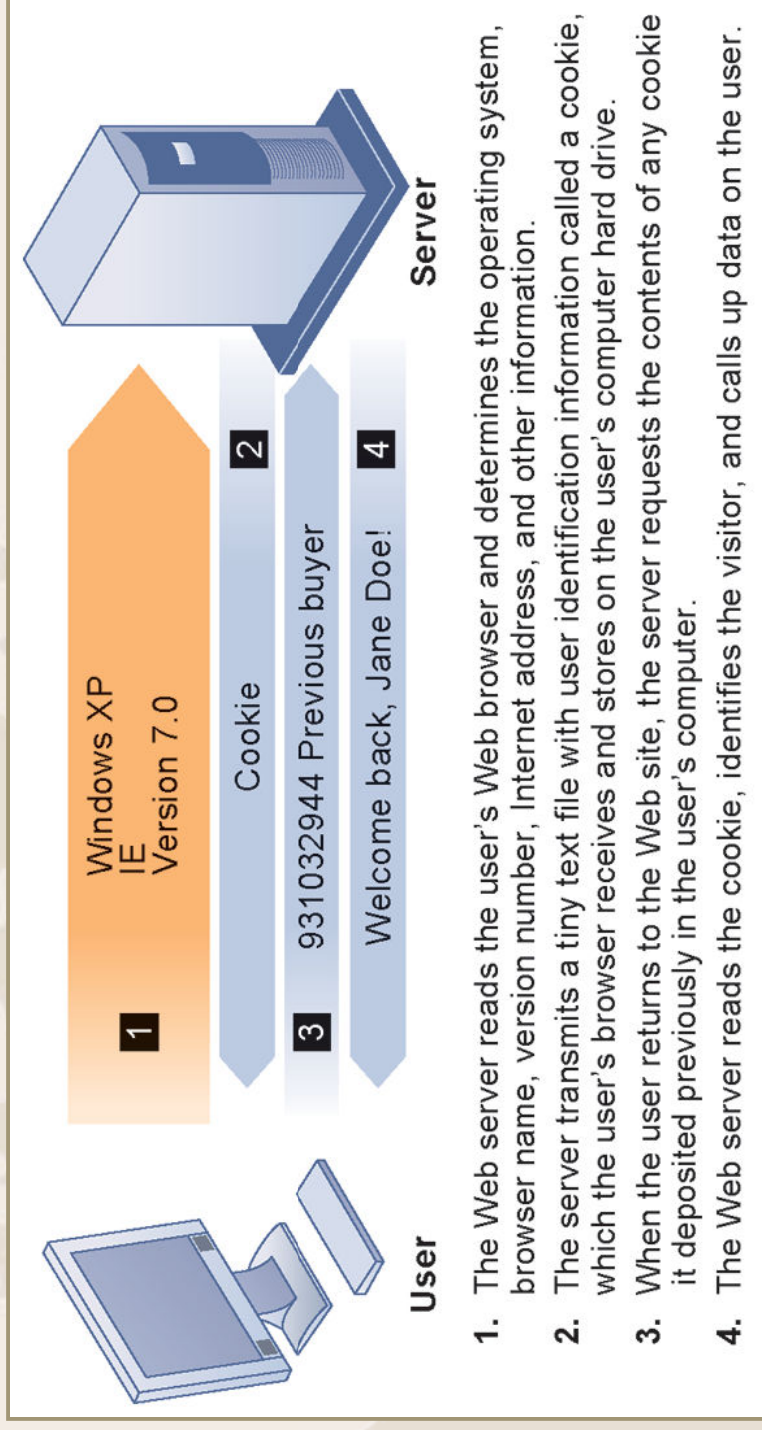 1
Windows XP
IE
Version 7.0
Cookie
2
3
931032944 Previous buyer
Welcome back, Jane Doe!
4
User
Server
1. The Web server reads the user's Web browser and determines the operating system,
browser name, version number, Internet address, and other information.
2. The server transmits a tiny text file with user identification information called a cookie,
which the user's browser receives and stores on the user's computer hard drive.
3. When the user returns to the Web site, the server requests the contents of any cookie
it deposited previously in the user's computer.
4. The Web server reads the cookie, identifies the visitor, and calls up data on the user.